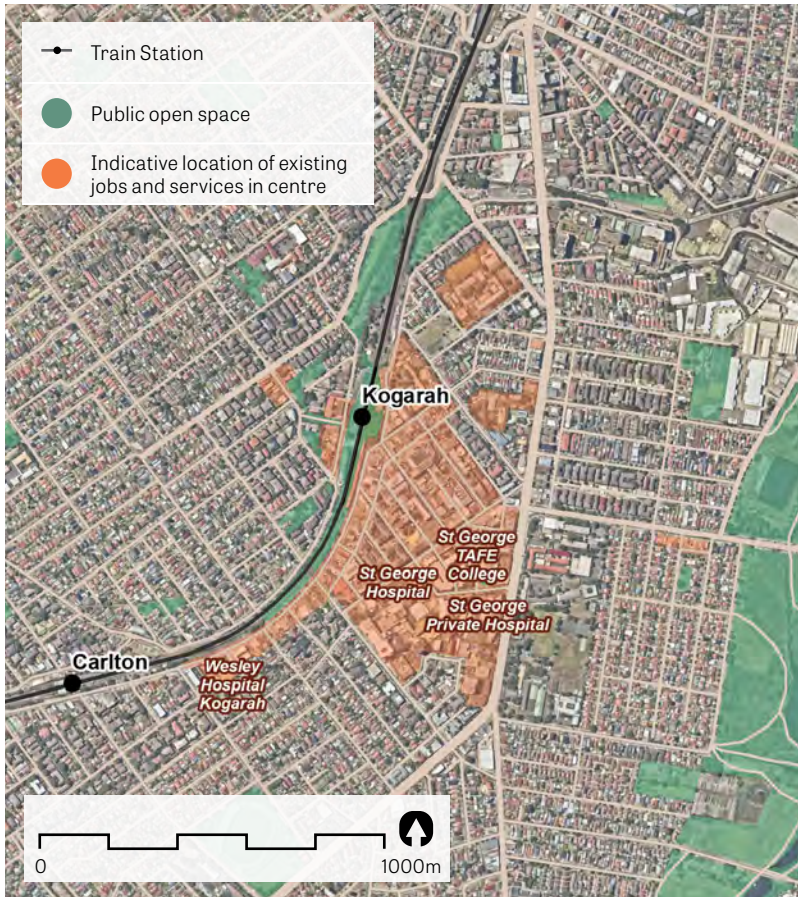 Train Station
Public open space
Indicative location of existing
jobs and services in centre
Kogarah
St George
TAFE
College
St George
Hospital
St George
Private Hospital
Carlton
Wesley
Hospital
Kogarah
0
1000m